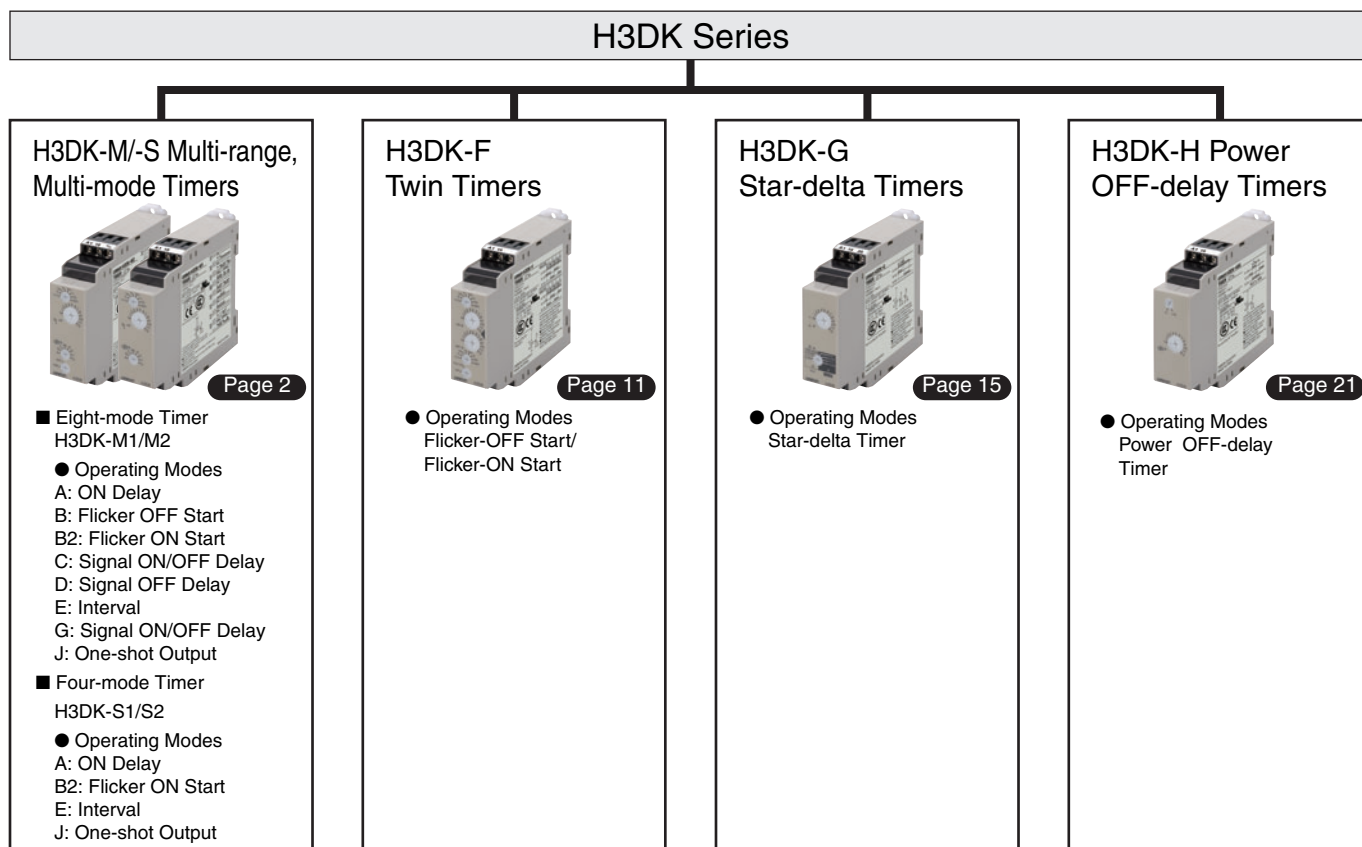 H3DK Series
H3DK-M/-S Multi-range,
Multi-mode Timers
Page 2
■ Eight-mode Timer
H3DK-M1/M2
● Operating Modes
A: ON Delay
B: Flicker OFF Start
B2: Flicker ON Start
C: Signal ON/OFF Delay
D: Signal OFF Delay
E: Interval
G: Signal ON/OFF Delay
J: One-shot Output
■ Four-mode Timer
H3DK-S1/S2
● Operating Modes
A: ON Delay
B2: Flicker ON Start
E: Interval
J: One-shot Output
H3DK-F
Twin Timers
Page 11
● Operating Modes
Flicker-OFF Start/
Flicker-ON Start
H3DK-G
Star-delta Timers
Page 15
● Operating Modes
Star-delta Timer
H3DK-H Power
OFF-delay Timers
Page 21
● Operating Modes
Power OFF-delay
Timer